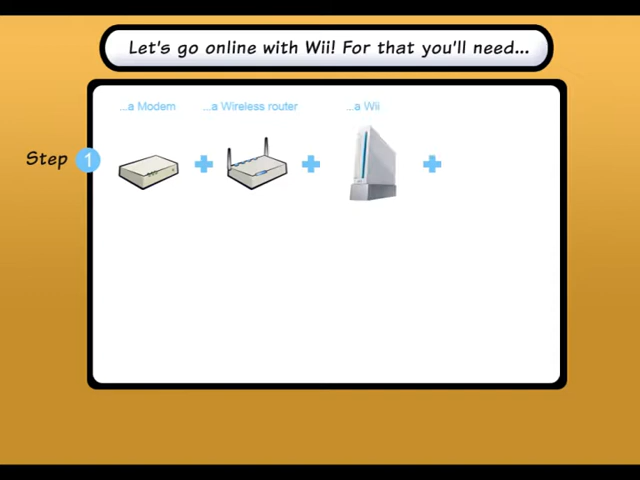 Let's go online with Wii! For that you'll need...
...a Modem ...a Wireless router ...a Wii
Step 1